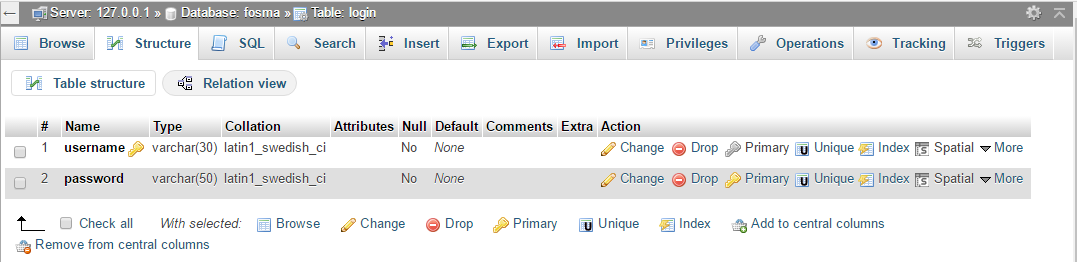 Server: 127.0.0.1 » Database: fosma » Table: login
Browse Structure SQL Search Insert Export Import Privileges Operations Tracking Triggers
Table structure Relation view
# Name Type Collation Attributes Null Default Comments Extra Action
1 username varchar(30) latin1_swedish_ci No None Change Drop Primary Unique Index Spatial More
2 password varchar(50) latin1_swedish_ci No None Change Drop Primary Unique Index Spatial More
Check all With selected: Browse Change Drop Primary Unique Index Add to central columns
Remove from central columns